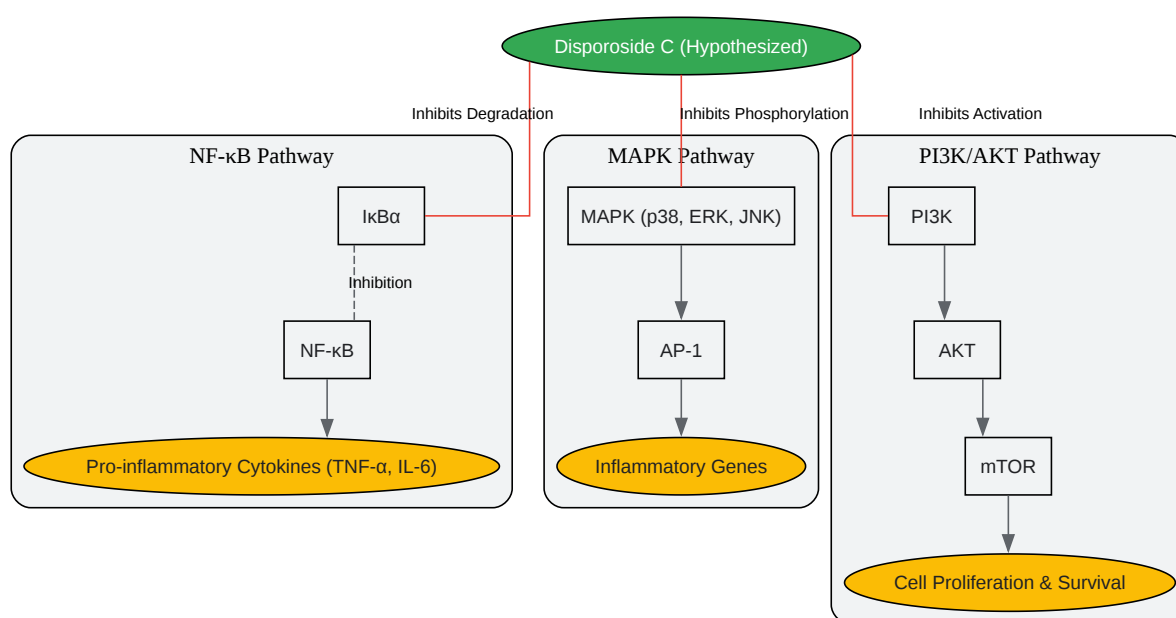 Disporoside C (Hypothesized)
Inhibits Degradation
Inhibits Phosphorylation
Inhibits Activation
NF-κB Pathway
MAPK Pathway
PI3K/AKT Pathway
IκBα
MAPK (p38, ERK, JNK)
PI3K
Inhibition
NF-κB
AP-1
AKT
Pro-inflammatory Cytokines (TNF-α, IL-6)
Inflammatory Genes
mTOR
Cell Proliferation & Survival